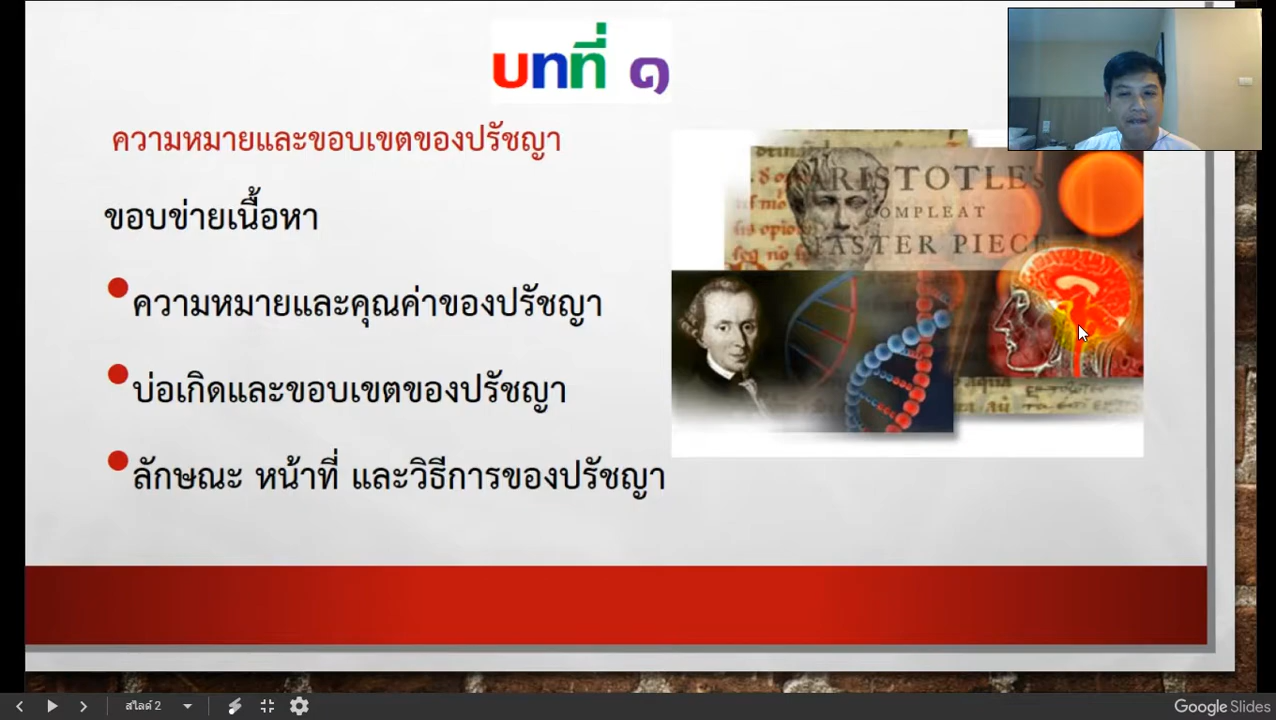 บทที่ ๑
ความหมายและขอบเขตของปรัชญา
ขอบข่ายเนื้อหา
ความหมายและคุณค่าของปรัชญา
บ่อเกิดและขอบเขตของปรัชญา
ลักษณะ หน้าที่ และวิธีการของปรัชญา
ARISTOTLE'S
COMPLEAT
MASTER PIECE
สไลด์ 2
Google Slides